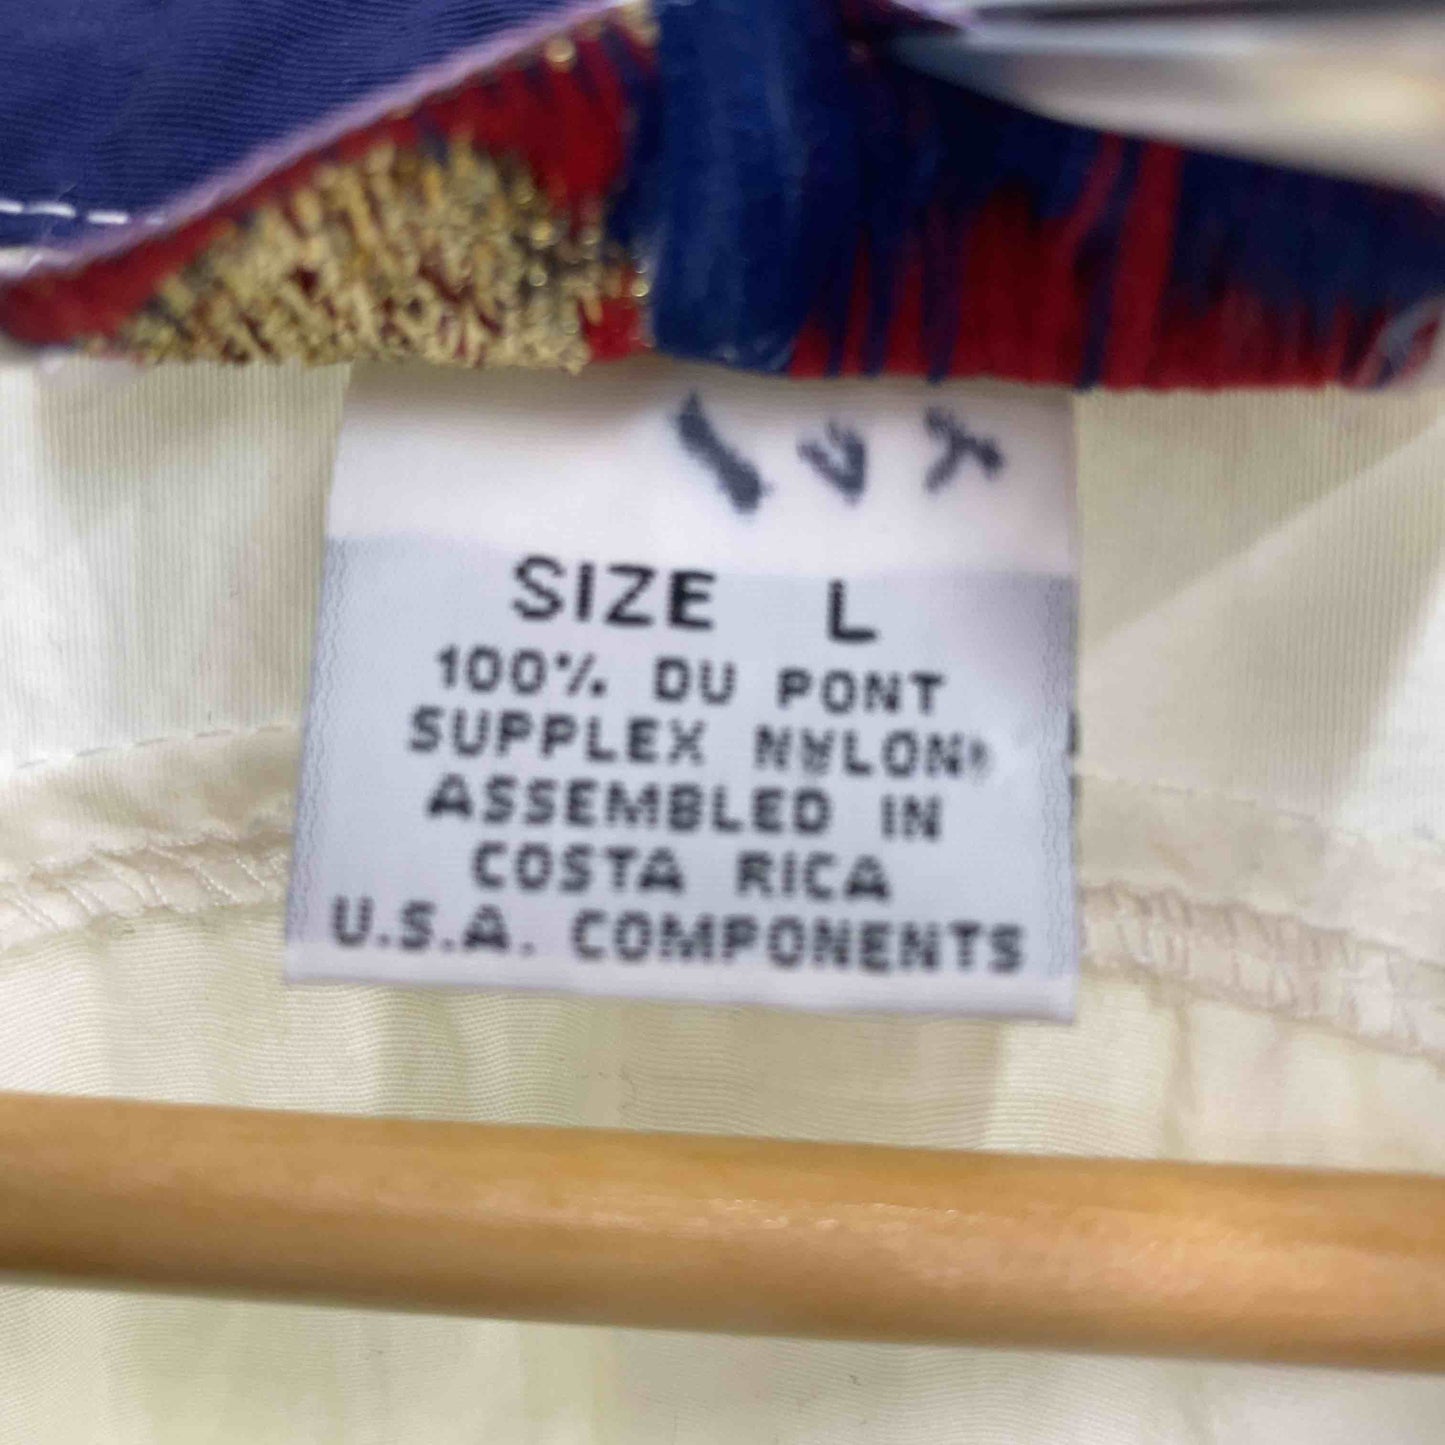 SIZE L
100% DU PONT
SUPPLEX NYLON
ASSEMBLED IN
COSTA RICA
U.S.A. COMPONENTS